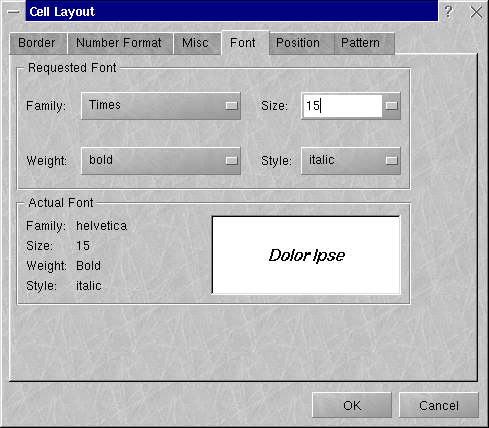 Cell Layout ?
Border Number Format Misc Font Position Pattern
Requested Font
Family: Times Size: 15
Weight: bold Style: italic
Actual Font
Family: helvetica
Size: 15
Weight: Bold
Style: italic
Dolor Ipse
OK Cancel